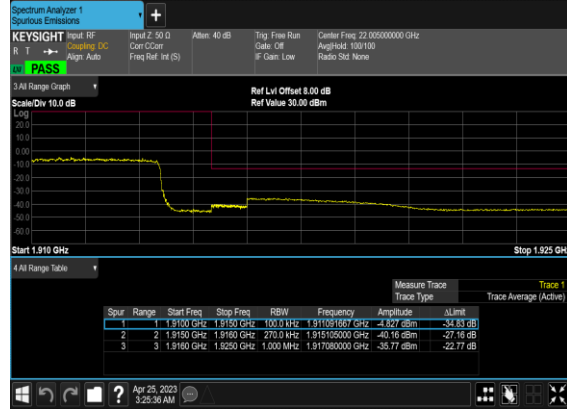 Spectrum Analyzer 1
Spurious Emissions
KEYSIGHT Input: RF Input Z: 50 Ω Atten: 40 dB Trig: Free Run Center Freq: 22.005000000 GHz
R T Coupling: DC Corr CCorr Gate: Off Avg|Hold: 100/100
Align: Auto Freq Ref: Int (S) IF Gain: Low Radio Std: None
PASS
3 All Range Graph
Ref Lvl Offset 8.00 dB
Scale/Div 10.0 dB Ref Value 30.00 dBm
Log
20.0
10.0
0.00
-10.0
-20.0
-30.0
-40.0
-50.0
-60.0
Start 1.910 GHz Stop 1.925 GH
4 All Range Table
Measure Trace Trace 1
Trace Type Trace Average (Active)
Spur Range Start Freq Stop Freq RBW Frequency Amplitude ΔLimit
1 1 1.9100 GHz 1.9150 GHz 100.0 kHz 1.911091667 GHz -4.827 dBm -34.83 dB
2 2 1.9150 GHz 1.9160 GHz 270.0 kHz 1.915105000 GHz -40.16 dBm -27.16 dB
3 3 1.9160 GHz 1.9250 GHz 1.000 MHz 1.917080000 GHz -35.77 dBm -22.77 dB
? Apr 25, 2023
3:25:36 AM